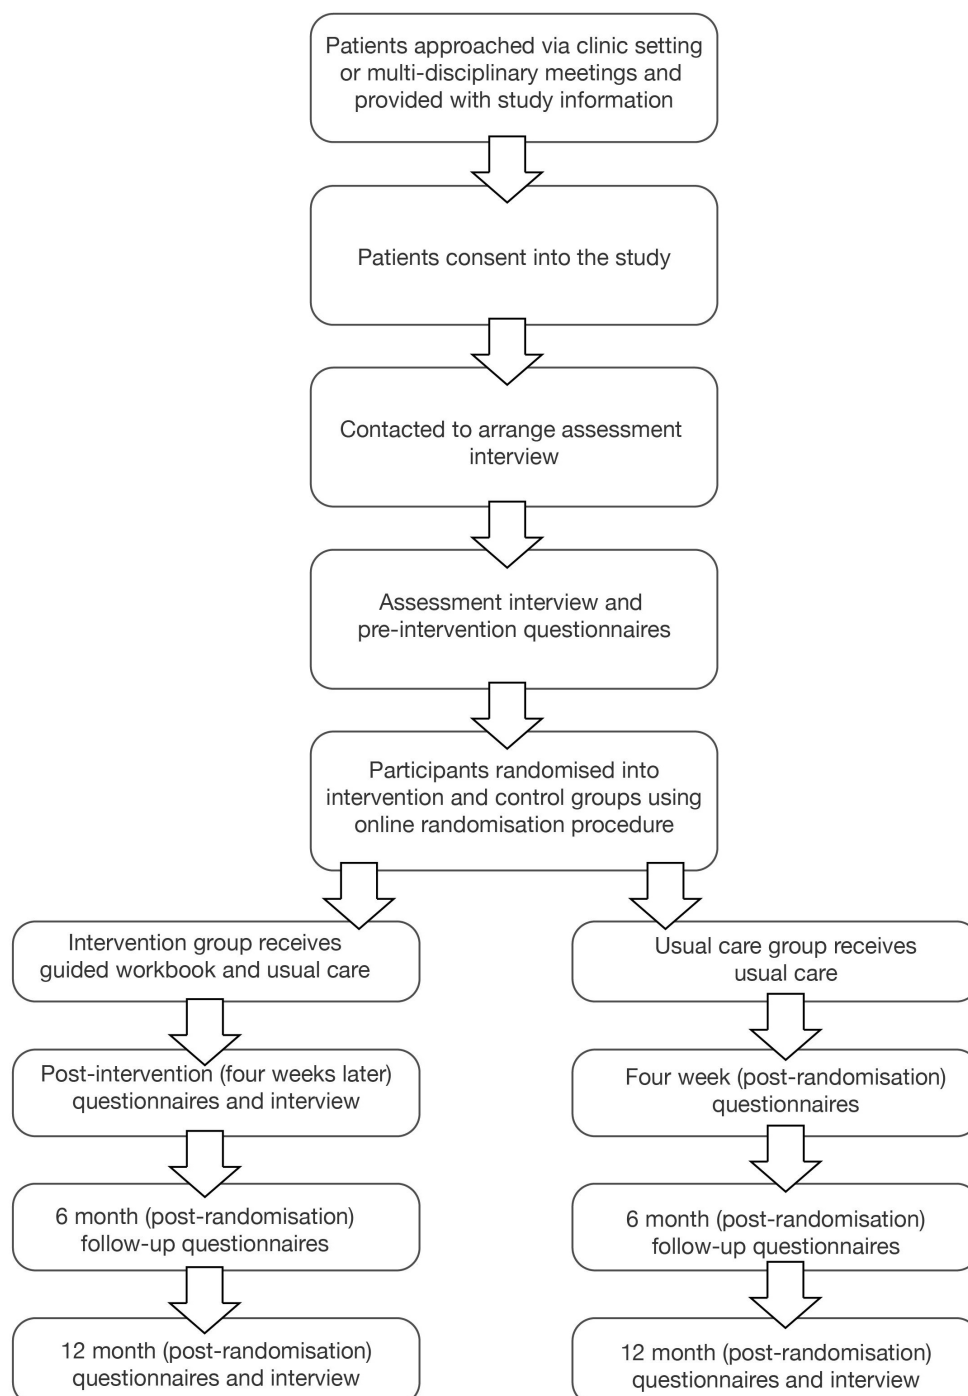 Patients approached via clinic setting
or multi-disciplinary meetings and
provided with study information
Patients consent into the study
Contacted to arrange assessment
interview
Assessment interview and
pre-intervention questionnaires
Participants randomised into
intervention and control groups using
online randomisation procedure
Intervention group receives
guided workbook and usual care
Post-intervention (four weeks later)
questionnaires and interview
6 month (post-randomisation)
follow-up questionnaires
12 month (post-randomisation)
questionnaires and interview
Usual care group receives
usual care
Four week (post-randomisation)
questionnaires
6 month (post-randomisation)
follow-up questionnaires
12 month (post-randomisation)
questionnaires and interview